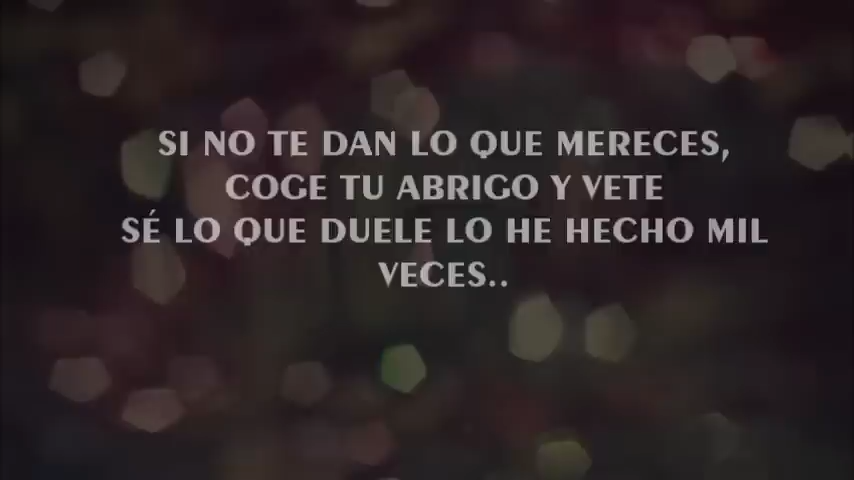 SI NO TE DAN LO QUE MERECES,
COGE TU ABRIGO Y VETE
SÉ LO QUE DUELE LO HE HECHO MIL
VECES..